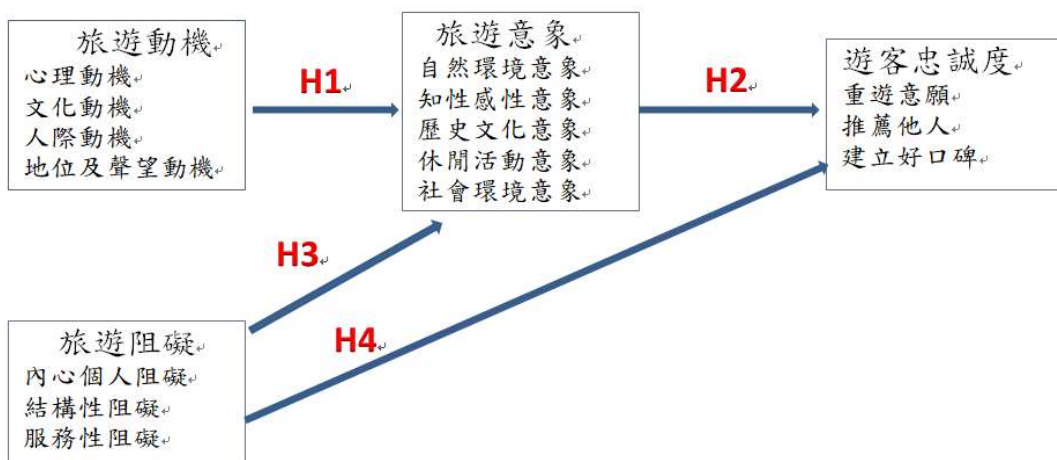 旅遊動機
心理動機
文化動機
人際動機
地位及聲望動機
H1
旅遊意象
自然環境意象
知性感性意象
歷史文化意象
休閒活動意象
社會環境意象
H2
遊客忠誠度
重遊意願
推薦他人
建立好口碑
H3
H4
旅遊阻礙
內心個人阻礙
結構性阻礙
服務性阻礙